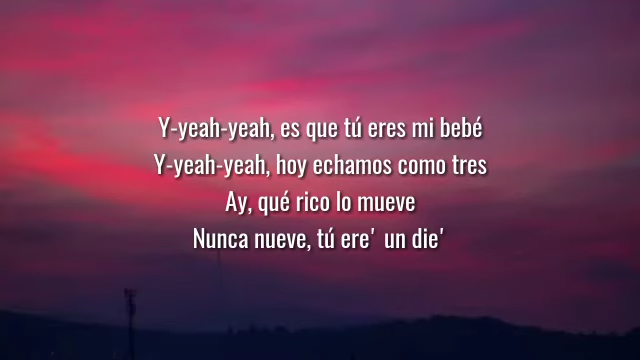 Y-yeah-yeah, es que tú eres mi bebé
Y-yeah-yeah, hoy echamos como tres
Ay, qué rico lo mueve
Nunca nueve, tú ere' un die'